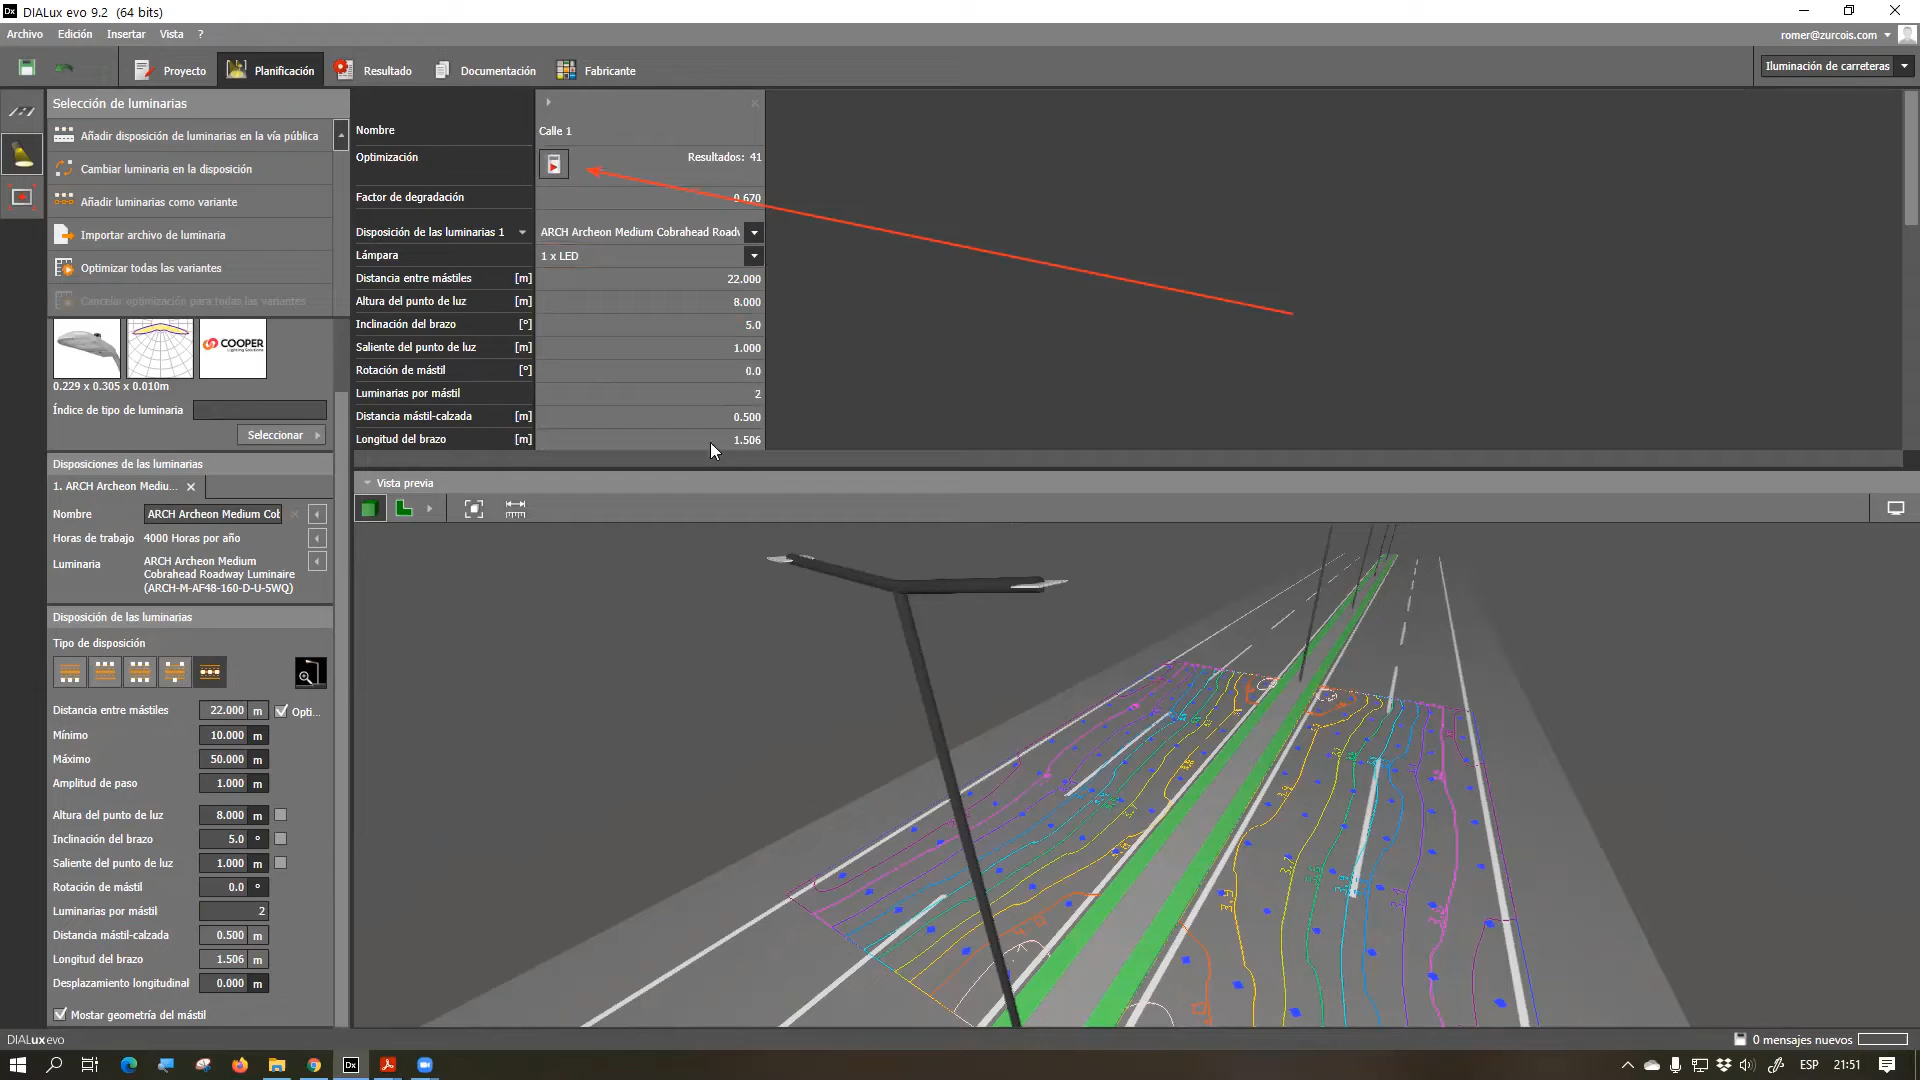 DIALux evo 9.2 (64 bits)
Archivo Edición Insertar Vista ?
romer@zurcois.com
Proyecto Planificación Resultado Documentación Fabricante
Iluminación de carreteras
Selección de luminarias
Añadir disposición de luminarias en la vía pública
Cambiar luminaria en la disposición
Añadir luminarias como variante
Importar archivo de luminaria
Optimizar todas las variantes
Cancelar optimización para todas las variantes
COOPER
Lighting Solutions
0.229 x 0.305 x 0.010m
Índice de tipo de luminaria
Seleccionar
Disposiciones de las luminarias
1. ARCH Archeon Mediu...
Nombre ARCH Archeon Medium Cob
Horas de trabajo 4000 Horas por año
Luminaria ARCH Archeon Medium
Cobrahead Roadway Luminaire
(ARCH-M-AF48-160-D-U-5WQ)
Disposición de las luminarias
Tipo de disposición
Distancia entre mástiles 22.000 m Opti...
Mínimo 10.000 m
Máximo 50.000 m
Amplitud de paso 1.000 m
Altura del punto de luz 8.000 m
Inclinación del brazo 5.0 °
Saliente del punto de luz 1.000 m
Rotación de mástil 0.0 °
Luminarias por mástil 2
Distancia mástil-calzada 0.500 m
Longitud del brazo 1.506 m
Desplazamiento longitudinal 0.000 m
Mostar geometría del mástil
Nombre Calle 1
Optimización Resultados: 41
Factor de degradación 0.670
Disposición de las luminarias 1 ARCH Archeon Medium Cobrahead Roadw
Lámpara 1 x LED
Distancia entre mástiles [m] 22.000
Altura del punto de luz [m] 8.000
Inclinación del brazo [°] 5.0
Saliente del punto de luz [m] 1.000
Rotación de mástil [°] 0.0
Luminarias por mástil 2
Distancia mástil-calzada [m] 0.500
Longitud del brazo [m] 1.506
Vista previa
DIALux evo
0 mensajes nuevos
Dx
ESP 21:51